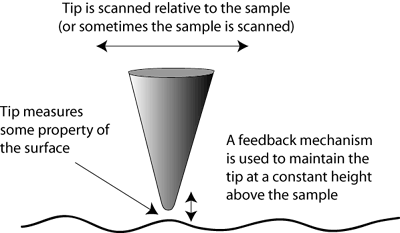 Tip is scanned relative to the sample
(or sometimes the sample is scanned)
Tip measures
some property of
the surface
A feedback mechanism
is used to maintain the
tip at a constant height
above the sample